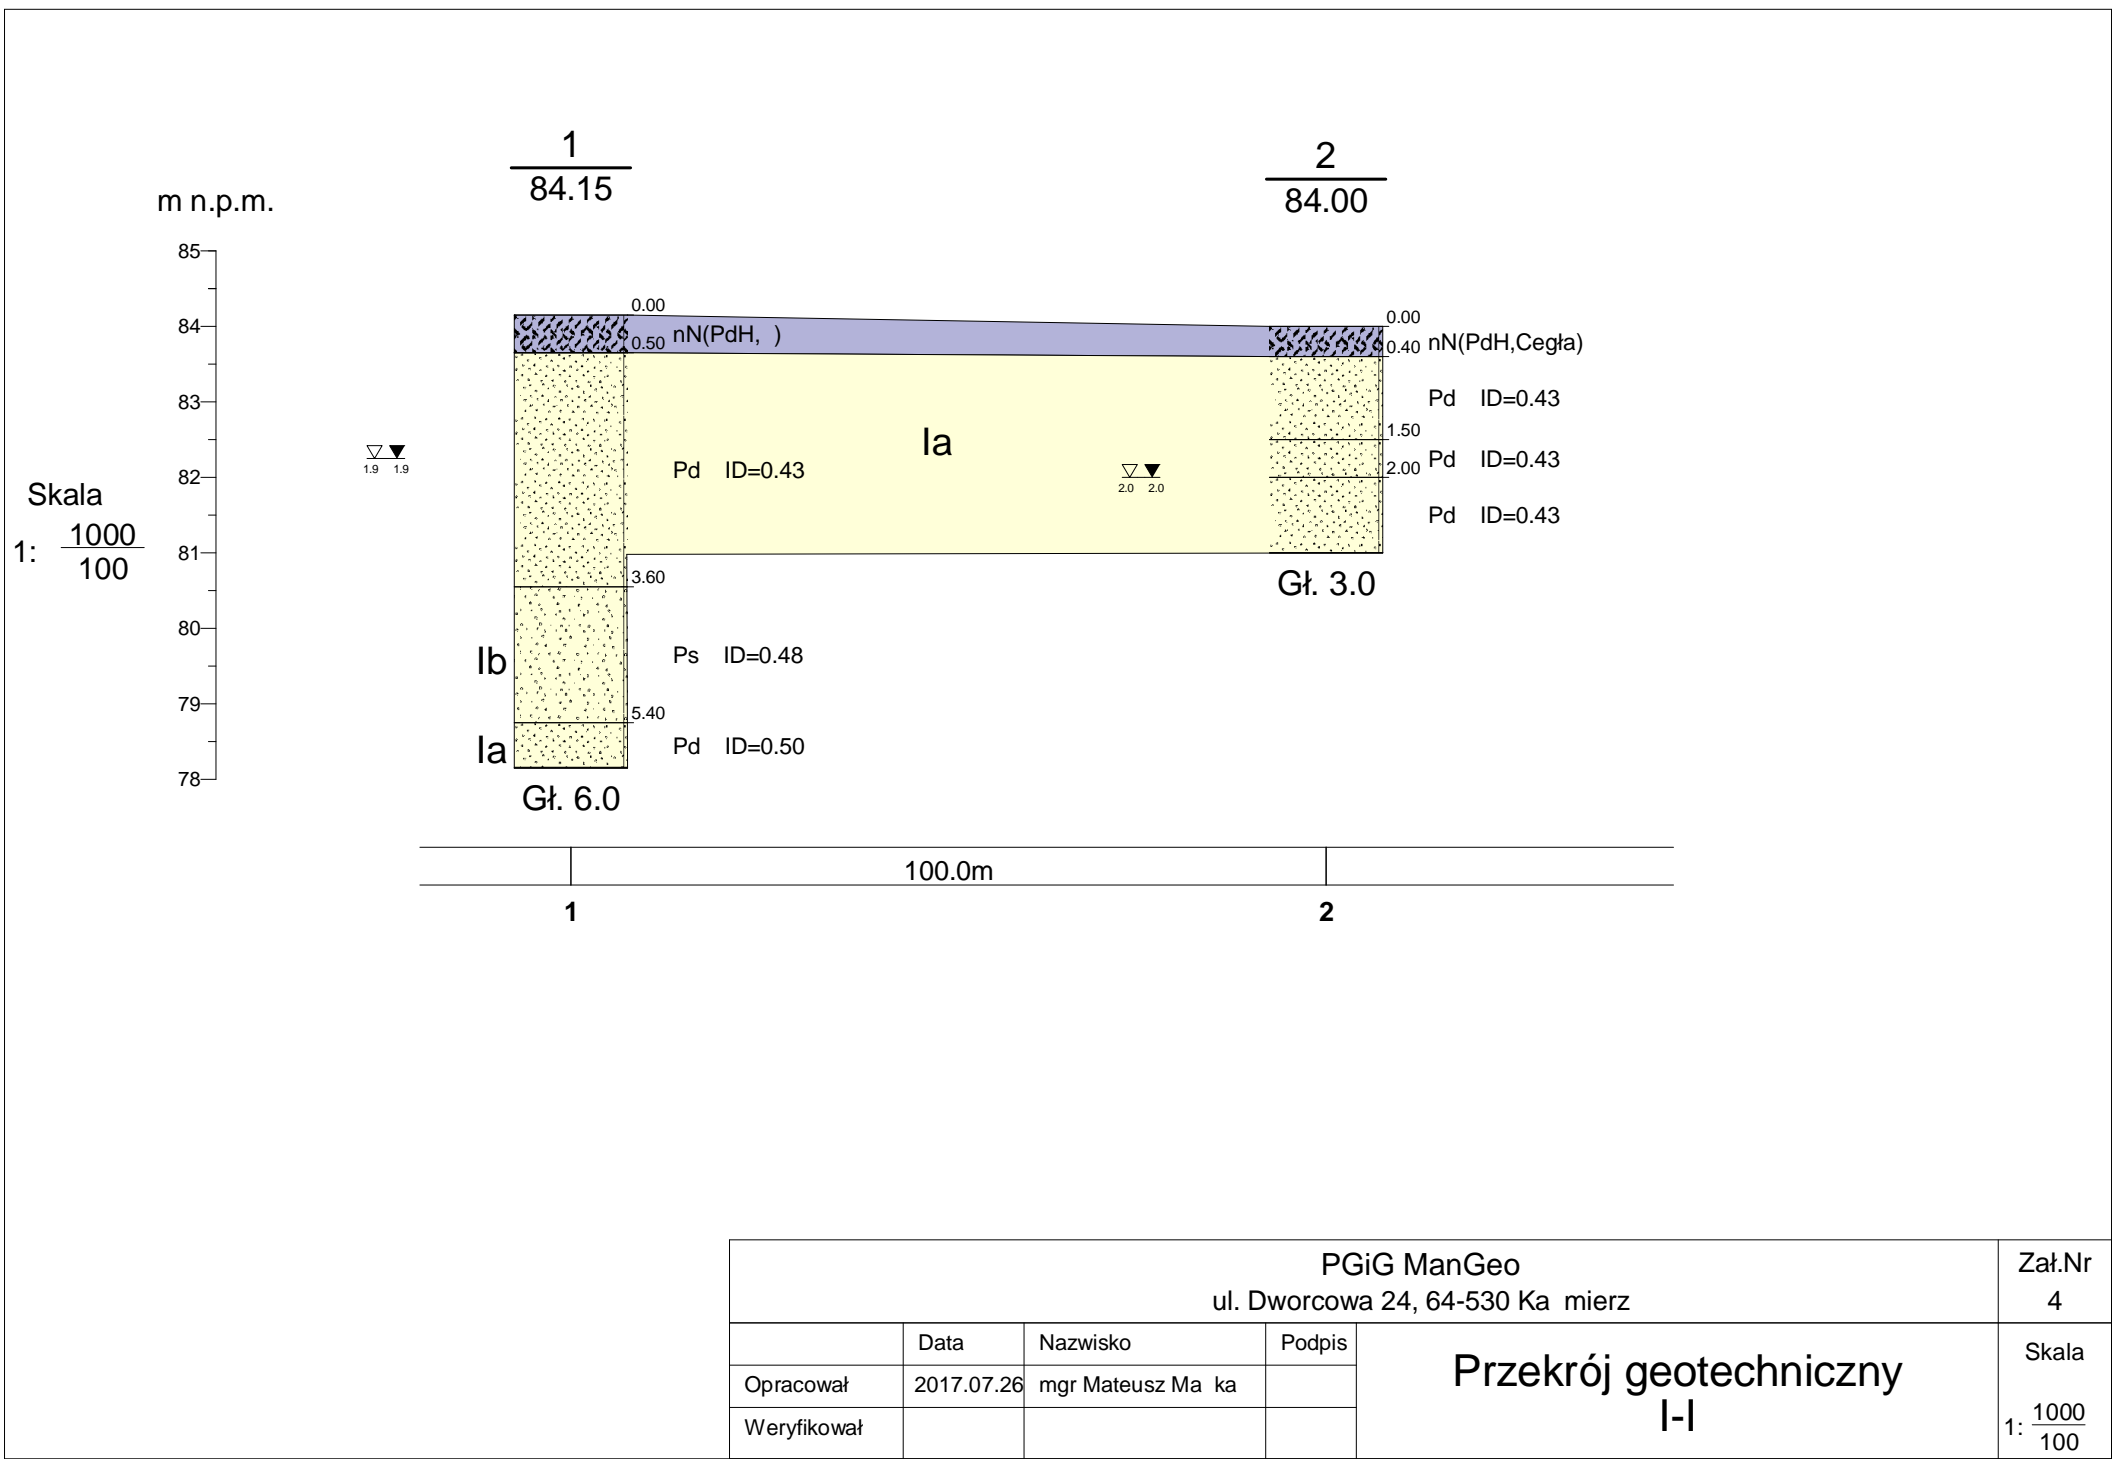 1
84.15
2
84.00
m n.p.m.
85
84
83
82
81
80
79
78
Skala
1: 1000
100
1.9 1.9
0.00
0.50 nN(PdH, )
Pd ID=0.43
3.60
Ib
Ps ID=0.48
5.40
Ia
Pd ID=0.50
Gł. 6.0
Ia
2.0 2.0
0.00
0.40 nN(PdH,Cegła)
Pd ID=0.43
1.50
Pd ID=0.43
2.00
Pd ID=0.43
Gł. 3.0
100.0m
1 2
PGiG ManGeo
ul. Dworcowa 24, 64-530 Ka mierz
Zał.Nr
4
Data Nazwisko Podpis
Opracował 2017.07.26 mgr Mateusz Ma ka
Weryfikował
Przekrój geotechniczny
I-I
Skala
1: 1000
100